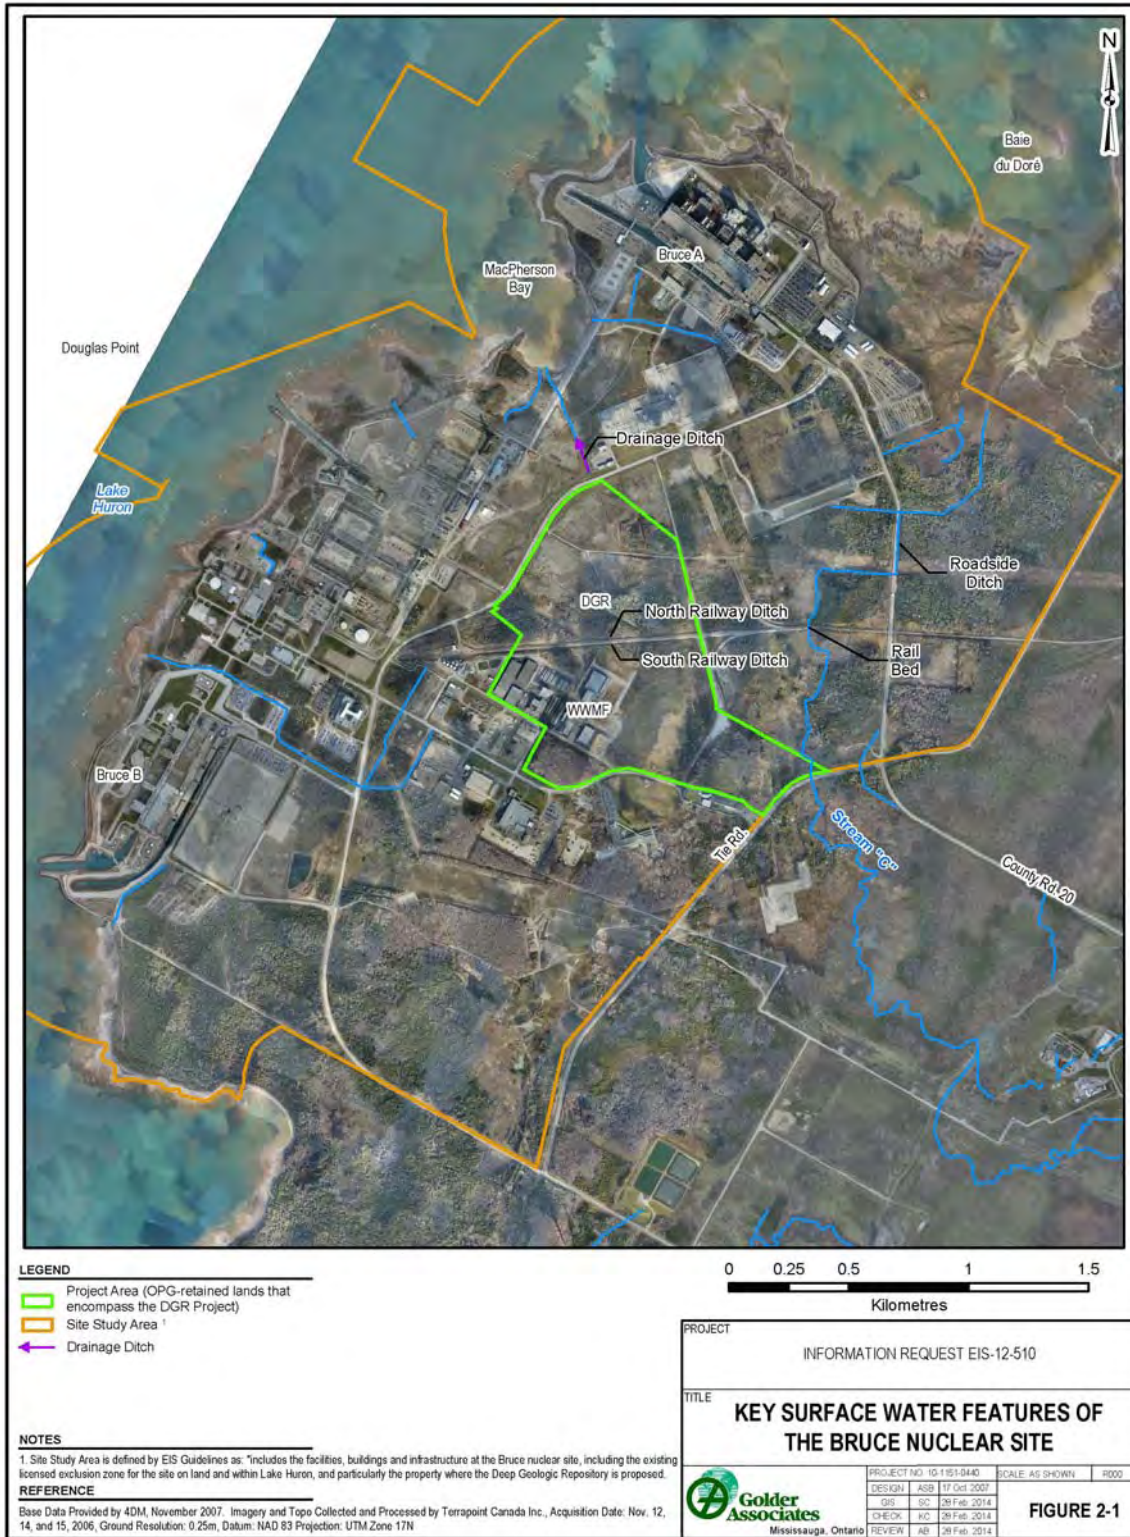 N
Baie
du Doré
Bruce A
MacPherson
Bay
Douglas Point
Drainage Ditch
Lake
Huron
Roadside
Ditch
DGR
North Railway Ditch
South Railway Ditch
Rail
Bed
WWMF
Bruce B
Tie Rd.
Stream "C"
County Rd. 20
LEGEND
Project Area (OPG-retained lands that
encompass the DGR Project)
Site Study Area 1
Drainage Ditch
0 0.25 0.5 1 1.5
Kilometres
NOTES
1. Site Study Area is defined by EIS Guidelines as: "includes the facilities, buildings and infrastructure at the Bruce nuclear site, including the existing
licensed exclusion zone for the site on land and within Lake Huron, and particularly the property where the Deep Geologic Repository is proposed.
REFERENCE
Base Data Provided by 4DM, November 2007. Imagery and Topo Collected and Processed by Terrapoint Canada Inc., Acquisition Date: Nov. 12,
14, and 15, 2006, Ground Resolution: 0.25m, Datum: NAD 83 Projection: UTM Zone 17N
PROJECT
INFORMATION REQUEST EIS-12-510
TITLE
KEY SURFACE WATER FEATURES OF
THE BRUCE NUCLEAR SITE
Golder
Associates
Mississauga, Ontario
PROJECT NO. 10-1151-0440 SCALE: AS SHOWN R000
DESIGN ASB 17 Oct. 2007
GIS SC 28 Feb. 2014
CHECK KC 28 Feb. 2014
REVIEW AB 28 Feb. 2014
FIGURE 2-1